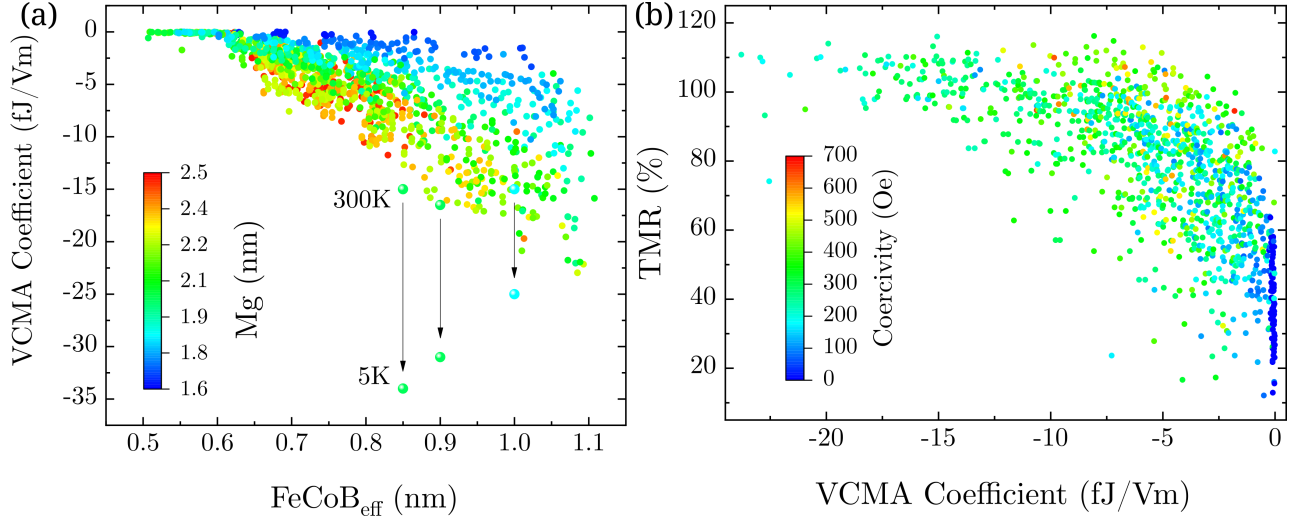 (a)
0
-5
-10
-15
-20
-25
-30
-35
VCMA Coefficient (fJ/Vm)
2.5
2.4
2.2
2.1
1.9
1.8
1.6
Mg (nm)
300K
5K
0.5 0.6 0.7 0.8 0.9 1.0 1.1
FeCoB_eff (nm)
(b)
120
100
80
60
40
20
TMR (%)
700
600
500
400
300
200
100
0
Coercivity (Oe)
-20 -15 -10 -5 0
VCMA Coefficient (fJ/Vm)